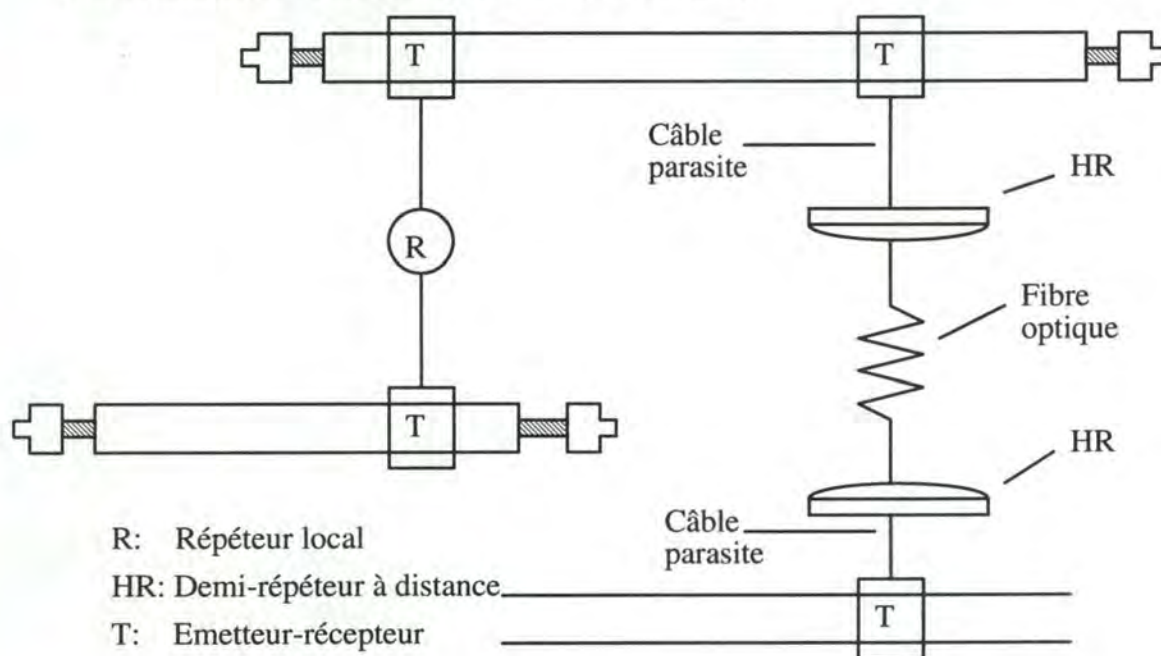 T
T
Câble
parasite
HR
R
Fibre
optique
T
HR
Câble
parasite
R: Répéteur local
HR: Demi-répéteur à distance
T: Emetteur-récepteur
T